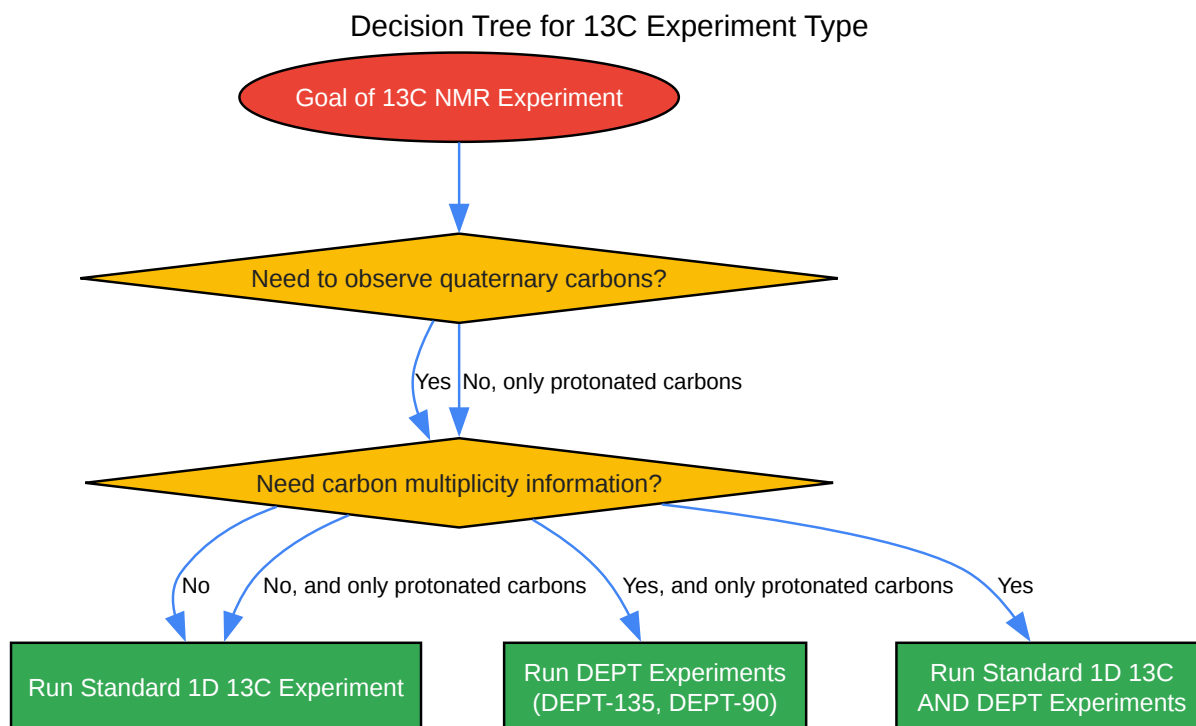 Decision Tree for 13C Experiment Type
Goal of 13C NMR Experiment
Need to observe quaternary carbons?
Yes
No, only protonated carbons
Need carbon multiplicity information?
No
No, and only protonated carbons
Yes, and only protonated carbons
Yes
Run Standard 1D 13C Experiment
Run DEPT Experiments
(DEPT-135, DEPT-90)
Run Standard 1D 13C
AND DEPT Experiments